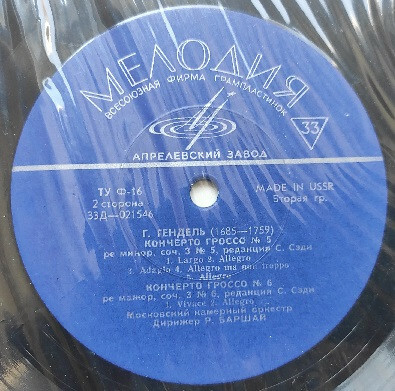 МЕЛОДИЯ
ВСЕСОЮЗНАЯ ФИРМА ГРАМПЛАСТИНОК
33
АПРЕЛЕВСКИЙ ЗАВОД
ТУ Ф-16
2 сторона
33Д—021546
MADE IN USSR
Вторая гр.
Г. ГЕНДЕЛЬ (1685—1759)
КОНЧЕРТО ГРОССО № 5
ре минор, соч. 3 № 5, редакция С. Сэди
1. Largo 2. Allegro
3. Adagio 4. Allegro ma non troppo
5. Allegro
КОНЧЕРТО ГРОССО № 6
ре мажор, соч. 3 № 6, редакция С. Сэди
1. Vivace 2. Allegro
Московский камерный оркестр
Дирижер Р. БАРШАЙ